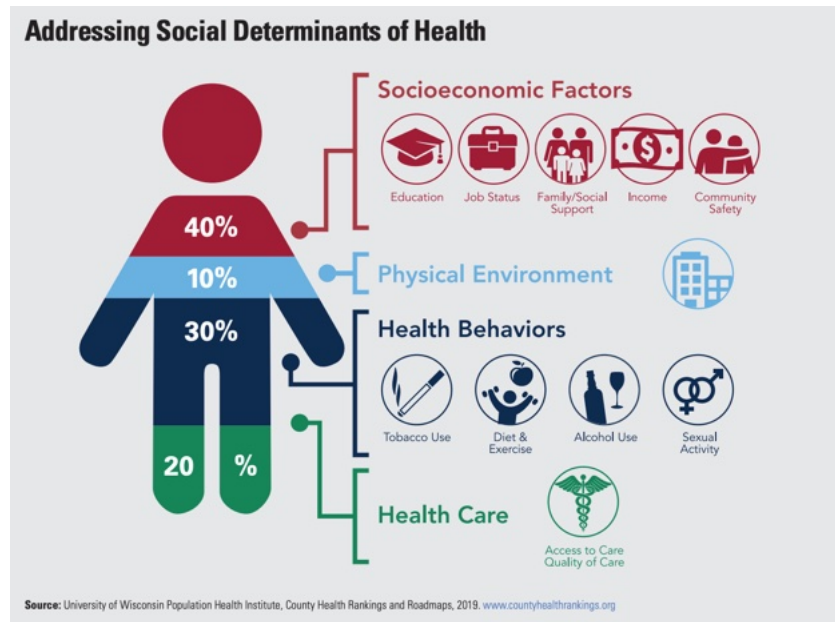 Addressing Social Determinants of Health
Socioeconomic Factors
Education
Job Status
Family/Social
Support
Income
Community
Safety
40%
10%
Physical Environment
30%
Health Behaviors
Tobacco Use
Diet &
Exercise
Alcohol Use
Sexual
Activity
20 %
Health Care
Access to Care
Quality of Care
Source: University of Wisconsin Population Health Institute, County Health Rankings and Roadmaps, 2019. www.countyhealthrankings.org